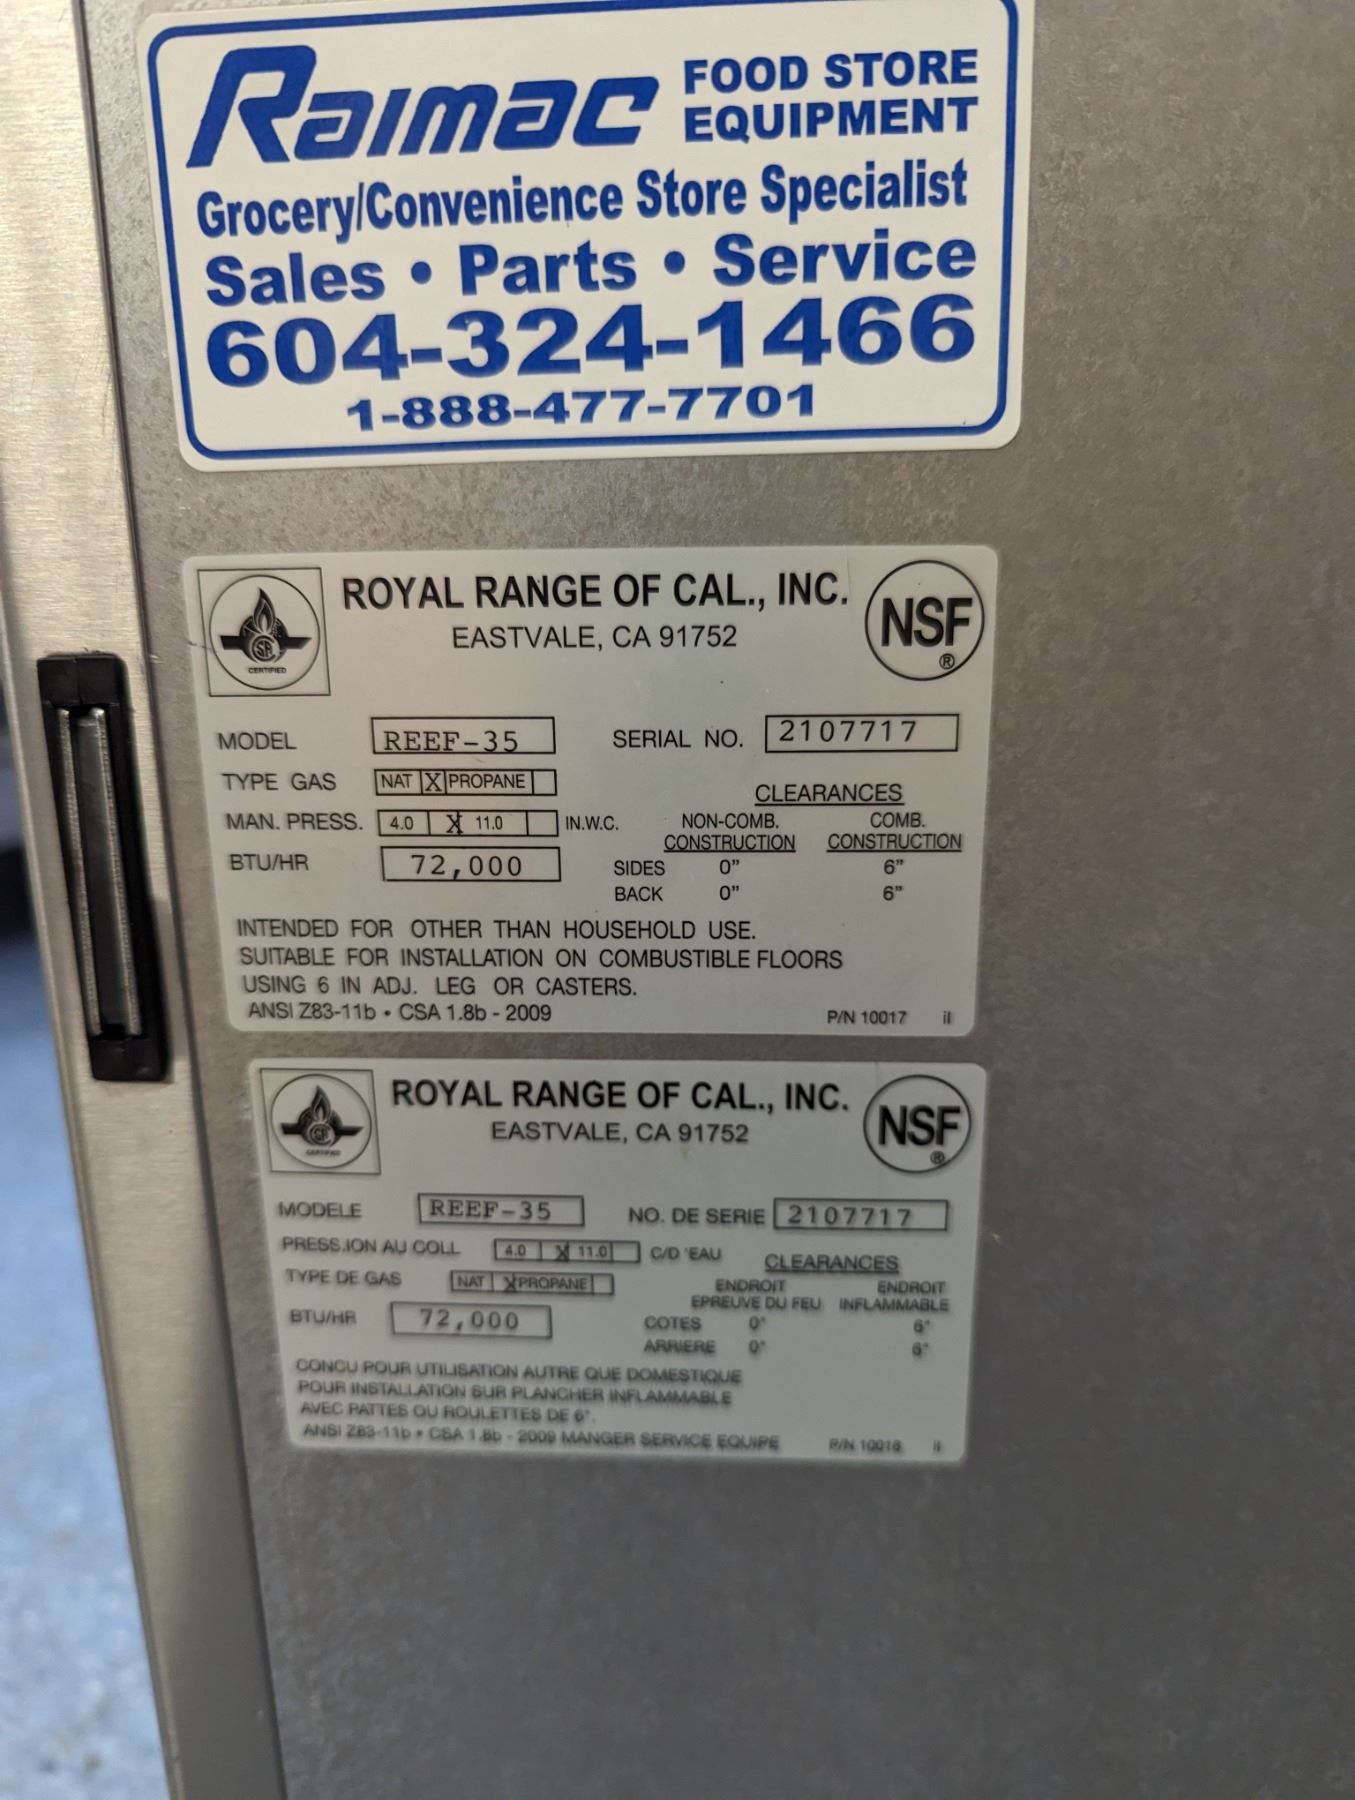 Raimac FOOD STORE
EQUIPMENT
Grocery/Convenience Store Specialist
Sales • Parts • Service
604-324-1466
1-888-477-7701
ROYAL RANGE OF CAL., INC.
EASTVALE, CA 91752
CERTIFIED
NSF ®
MODEL REEF-35 SERIAL NO. 2107717
TYPE GAS NAT X PROPANE
CLEARANCES
MAN. PRESS. 4.0 X 11.0 IN.W.C. NON-COMB. COMB.
CONSTRUCTION CONSTRUCTION
BTU/HR 72,000 SIDES 0" 6"
BACK 0" 6"
INTENDED FOR OTHER THAN HOUSEHOLD USE.
SUITABLE FOR INSTALLATION ON COMBUSTIBLE FLOORS
USING 6 IN ADJ. LEG OR CASTERS.
ANSI Z83-11b • CSA 1.8b - 2009 P/N 10017 il
ROYAL RANGE OF CAL., INC.
EASTVALE, CA 91752
CERTIFIED
NSF ®
MODELE REEF-35 NO. DE SERIE 2107717
PRESS.ION AU COLL 4.0 X 11.0 C/D 'EAU CLEARANCES
TYPE DE GAS NAT X PROPANE ENDROIT ENDROIT
EPREUVE DU FEU INFLAMMABLE
BTU/HR 72,000 COTES 0" 6"
ARRIERE 0" 6"
CONCU POUR UTILISATION AUTRE QUE DOMESTIQUE
POUR INSTALLATION SUR PLANCHER INFLAMMABLE
AVEC PATTES OU ROULETTES DE 6".
ANSI Z83-11b • CSA 1.8b - 2009 MANGER SERVICE EQUIPE P/N 10018 il